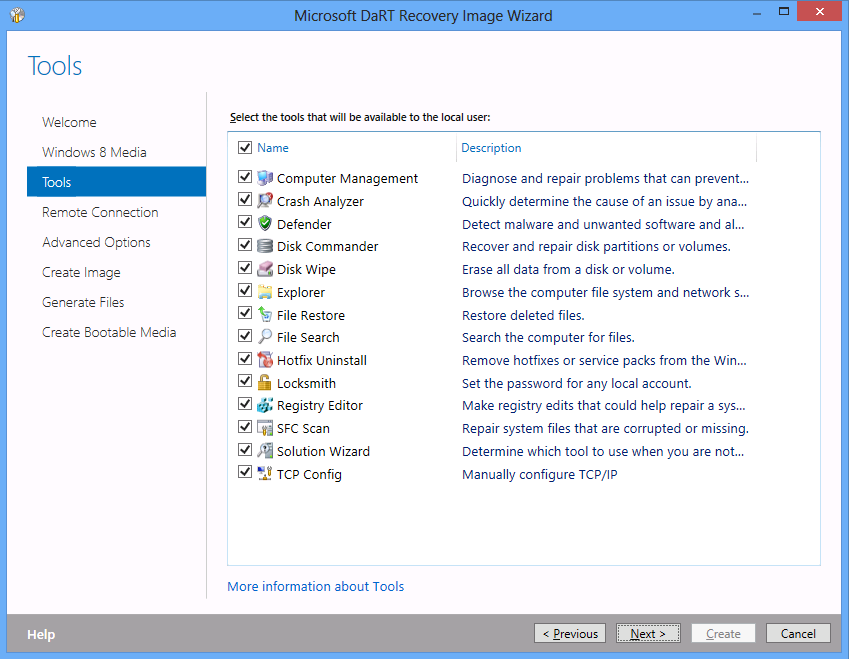 Microsoft DaRT Recovery Image Wizard
Tools
Welcome
Windows 8 Media
Tools
Remote Connection
Advanced Options
Create Image
Generate Files
Create Bootable Media
Select the tools that will be available to the local user:
Name Description
Computer Management Diagnose and repair problems that can prevent...
Crash Analyzer Quickly determine the cause of an issue by ana...
Defender Detect malware and unwanted software and al...
Disk Commander Recover and repair disk partitions or volumes.
Disk Wipe Erase all data from a disk or volume.
Explorer Browse the computer file system and network s...
File Restore Restore deleted files.
File Search Search the computer for files.
Hotfix Uninstall Remove hotfixes or service packs from the Win...
Locksmith Set the password for any local account.
Registry Editor Make registry edits that could help repair a sys...
SFC Scan Repair system files that are corrupted or missing.
Solution Wizard Determine which tool to use when you are not...
TCP Config Manually configure TCP/IP
More information about Tools
Help < Previous Next > Create Cancel